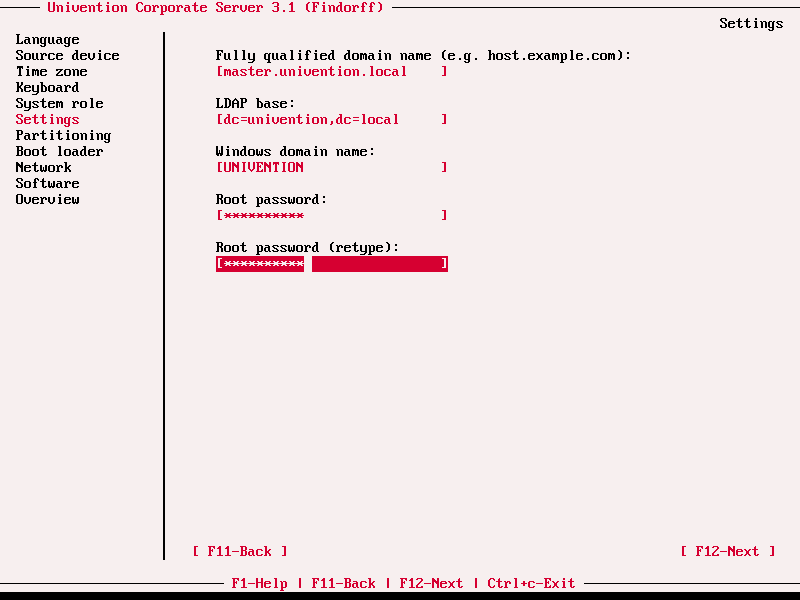 Univention Corporate Server 3.1 (Findorff)
Settings
Language
Source device
Time zone
Keyboard
System role
Settings
Partitioning
Boot loader
Network
Software
Overview
Fully qualified domain name (e.g. host.example.com):
[master.univention.local ]
LDAP base:
[dc=univention,dc=local ]
Windows domain name:
[UNIVENTION ]
Root password:
[********** ]
Root password (retype):
[********** ]
[ F11-Back ]
[ F12-Next ]
F1-Help | F11-Back | F12-Next | Ctrl+c-Exit